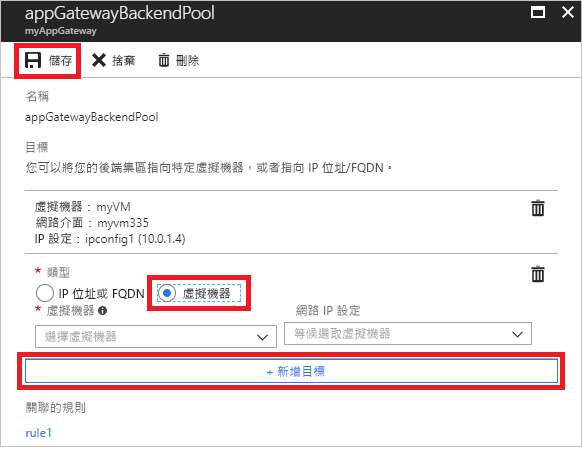 appGatewayBackendPool
myAppGateway
儲存 捨棄 刪除
名稱
appGatewayBackendPool
目標
您可以將您的後端集區指向特定虛擬機器，或者指向 IP 位址/FQDN。
虛擬機器：myVM
網路介面：myvm335
IP 設定：ipconfig1 (10.0.1.4)
* 類型
IP 位址或 FQDN 虛擬機器
* 虛擬機器 網路 IP 設定
選擇虛擬機器 等候選取虛擬機器
+ 新增目標
關聯的規則
rule1